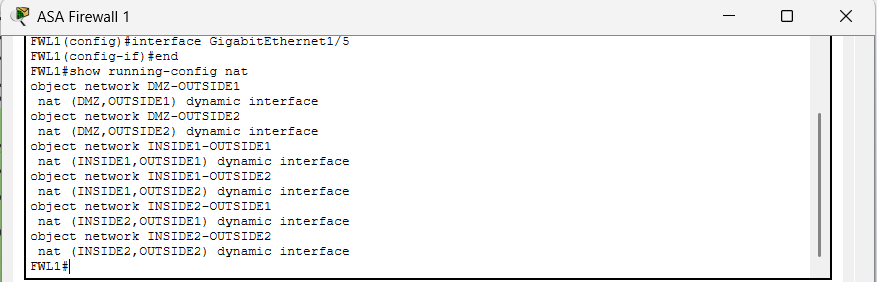 ASA Firewall 1
FWL1(config)#interface GigabitEthernet1/5
FWL1(config-if)#end
FWL1#show running-config nat
object network DMZ-OUTSIDE1
 nat (DMZ,OUTSIDE1) dynamic interface
object network DMZ-OUTSIDE2
 nat (DMZ,OUTSIDE2) dynamic interface
object network INSIDE1-OUTSIDE1
 nat (INSIDE1,OUTSIDE1) dynamic interface
object network INSIDE1-OUTSIDE2
 nat (INSIDE1,OUTSIDE2) dynamic interface
object network INSIDE2-OUTSIDE1
 nat (INSIDE2,OUTSIDE1) dynamic interface
object network INSIDE2-OUTSIDE2
 nat (INSIDE2,OUTSIDE2) dynamic interface
FWL1#